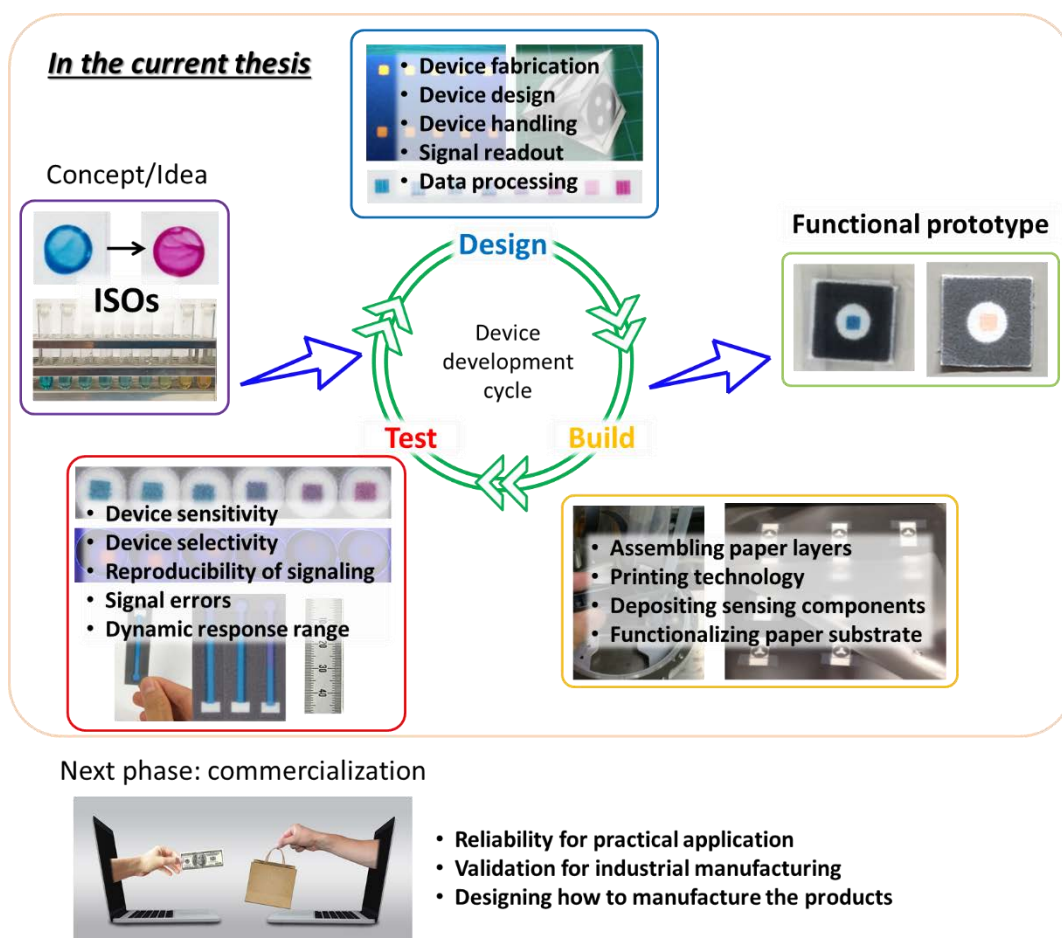 In the current thesis
• Device fabrication
• Device design
• Device handling
• Signal readout
• Data processing
Concept/Idea
ISOs
Design
Device
development
cycle
Test
Build
Functional prototype
• Device sensitivity
• Device selectivity
• Reproducibility of signaling
• Signal errors
• Dynamic response range
20
30
40
• Assembling paper layers
• Printing technology
• Depositing sensing components
• Functionalizing paper substrate
Next phase: commercialization
• Reliability for practical application
• Validation for industrial manufacturing
• Designing how to manufacture the products